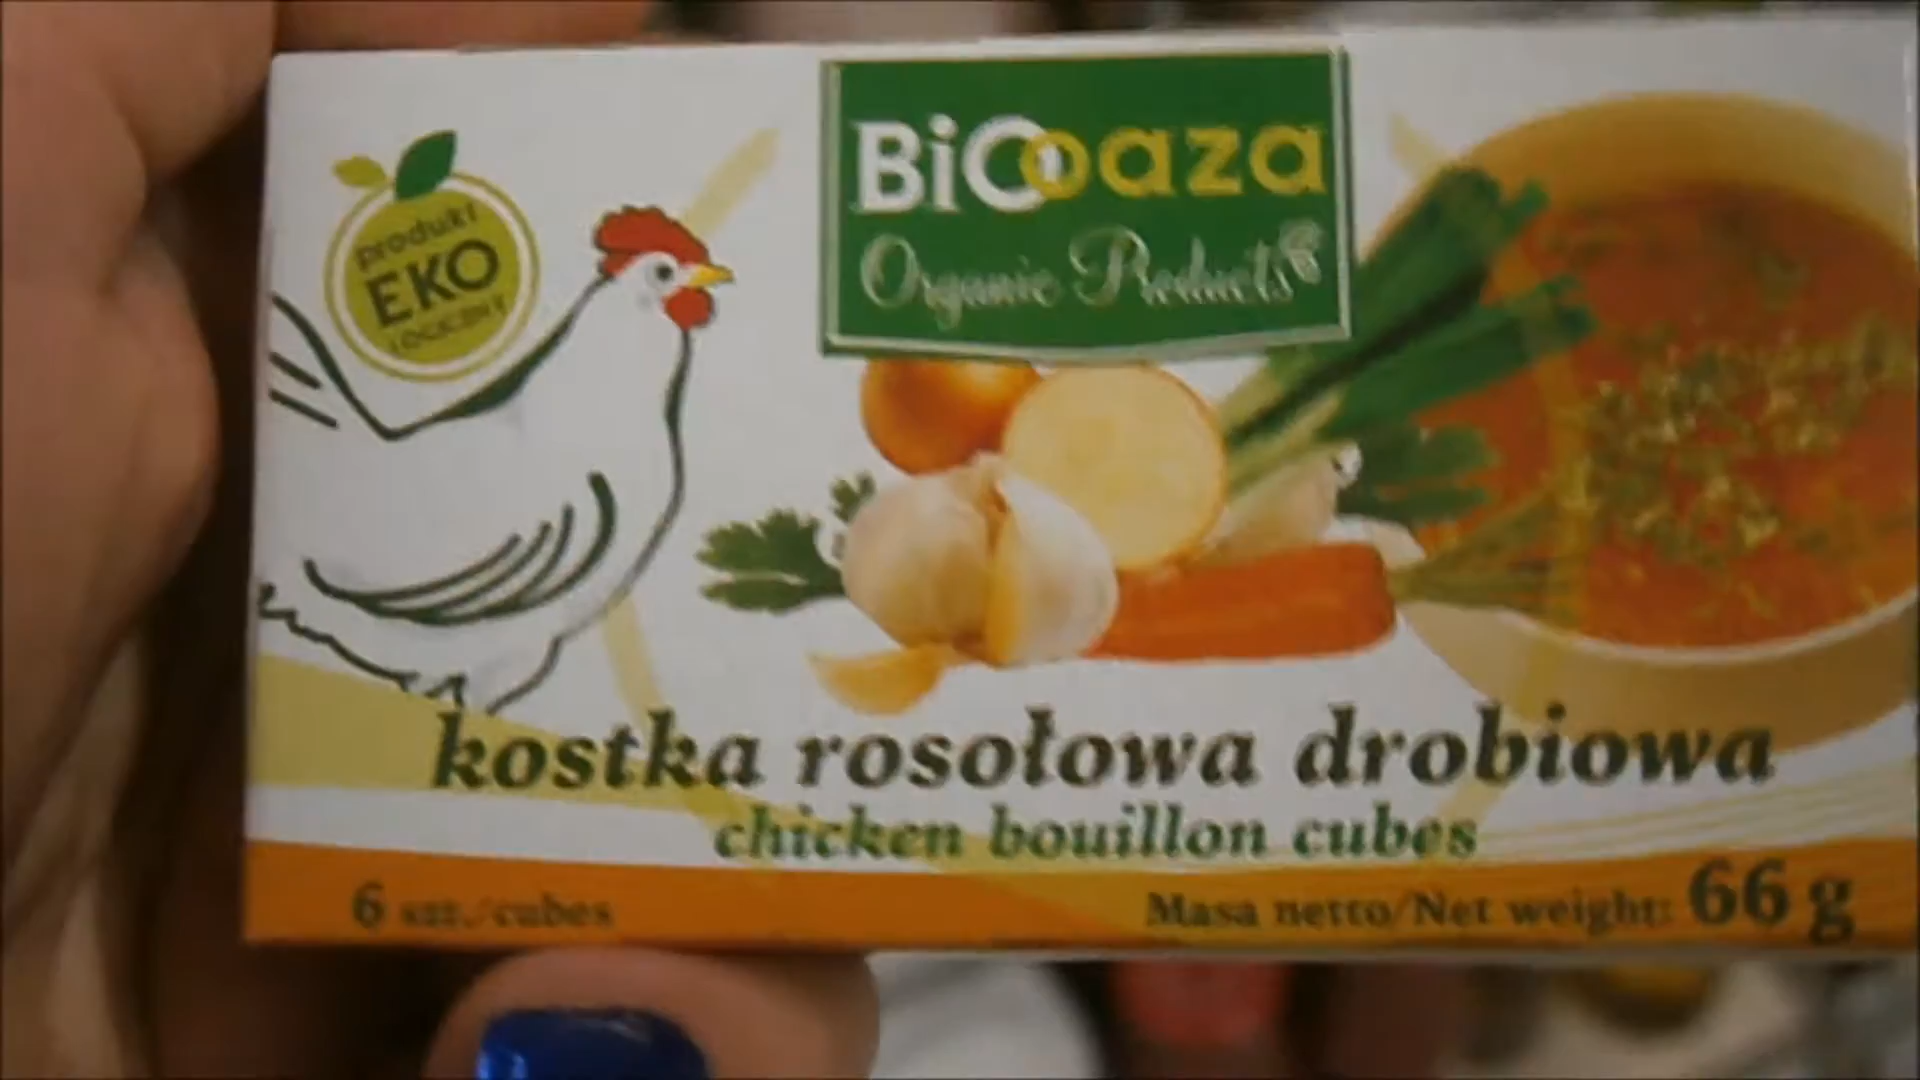 BiOoaza
Organic Products
produkt
EKO
LOGICZNY
kostka rosołowa drobiowa
chicken bouillon cubes
6 szt./cubes
Masa netto/Net weight: 66 g